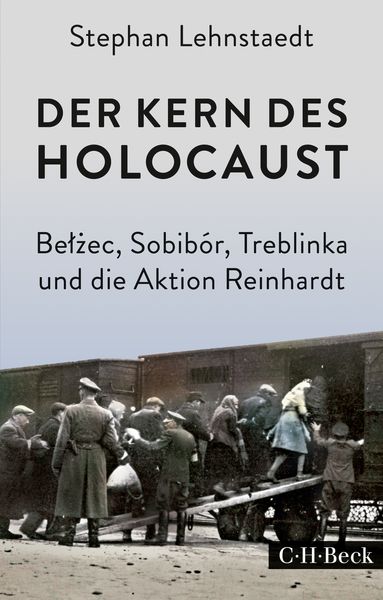 Stephan Lehnstaedt
DER KERN DES
HOLOCAUST
Bełżec, Sobibór, Treblinka
und die Aktion Reinhardt
C·H·Beck